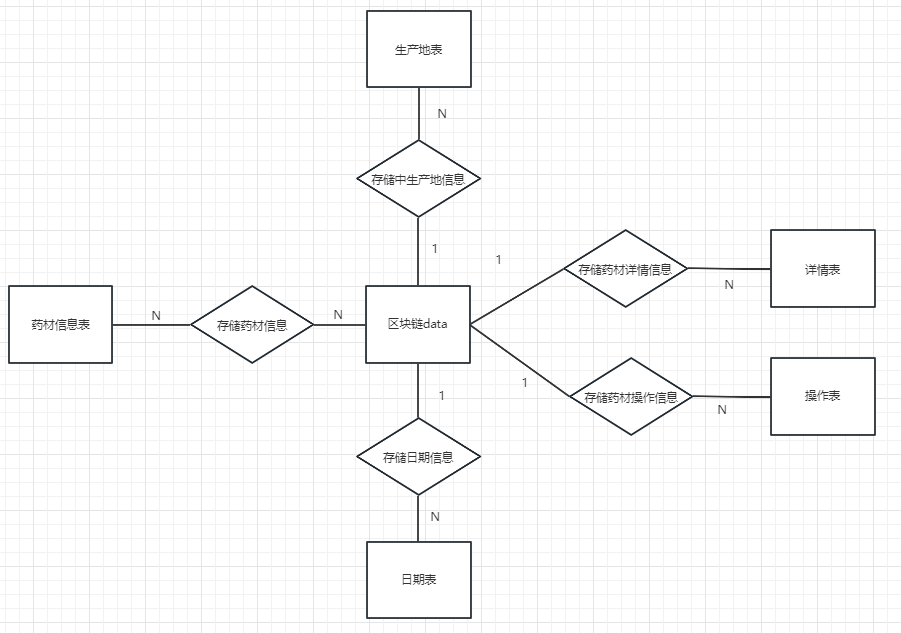 生产地表
N
存储中生产地信息
1
1
存储药材详情信息
N
详情表
药材信息表
N
存储药材信息
N
区块链data
1
存储药材操作信息
N
操作表
1
存储日期信息
N
日期表